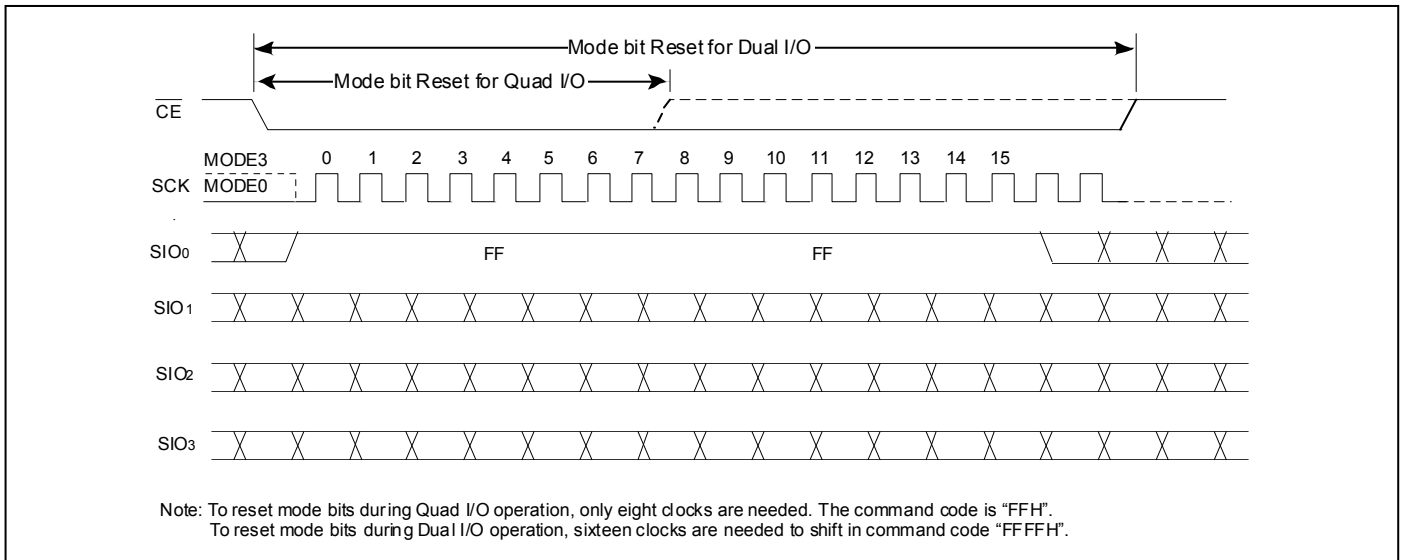 Mode bit Reset for Dual I/O
Mode bit Reset for Quad I/O
CE
MODE3 0 1 2 3 4 5 6 7 8 9 10 11 12 13 14 15
SCK MODE0
SIO0 FF FF
SIO1
SIO2
SIO3
Note: To reset mode bits during Quad I/O operation, only eight clocks are needed. The command code is “FFH”.
To reset mode bits during Dual I/O operation, sixteen clocks are needed to shift in command code “FFFFH”.